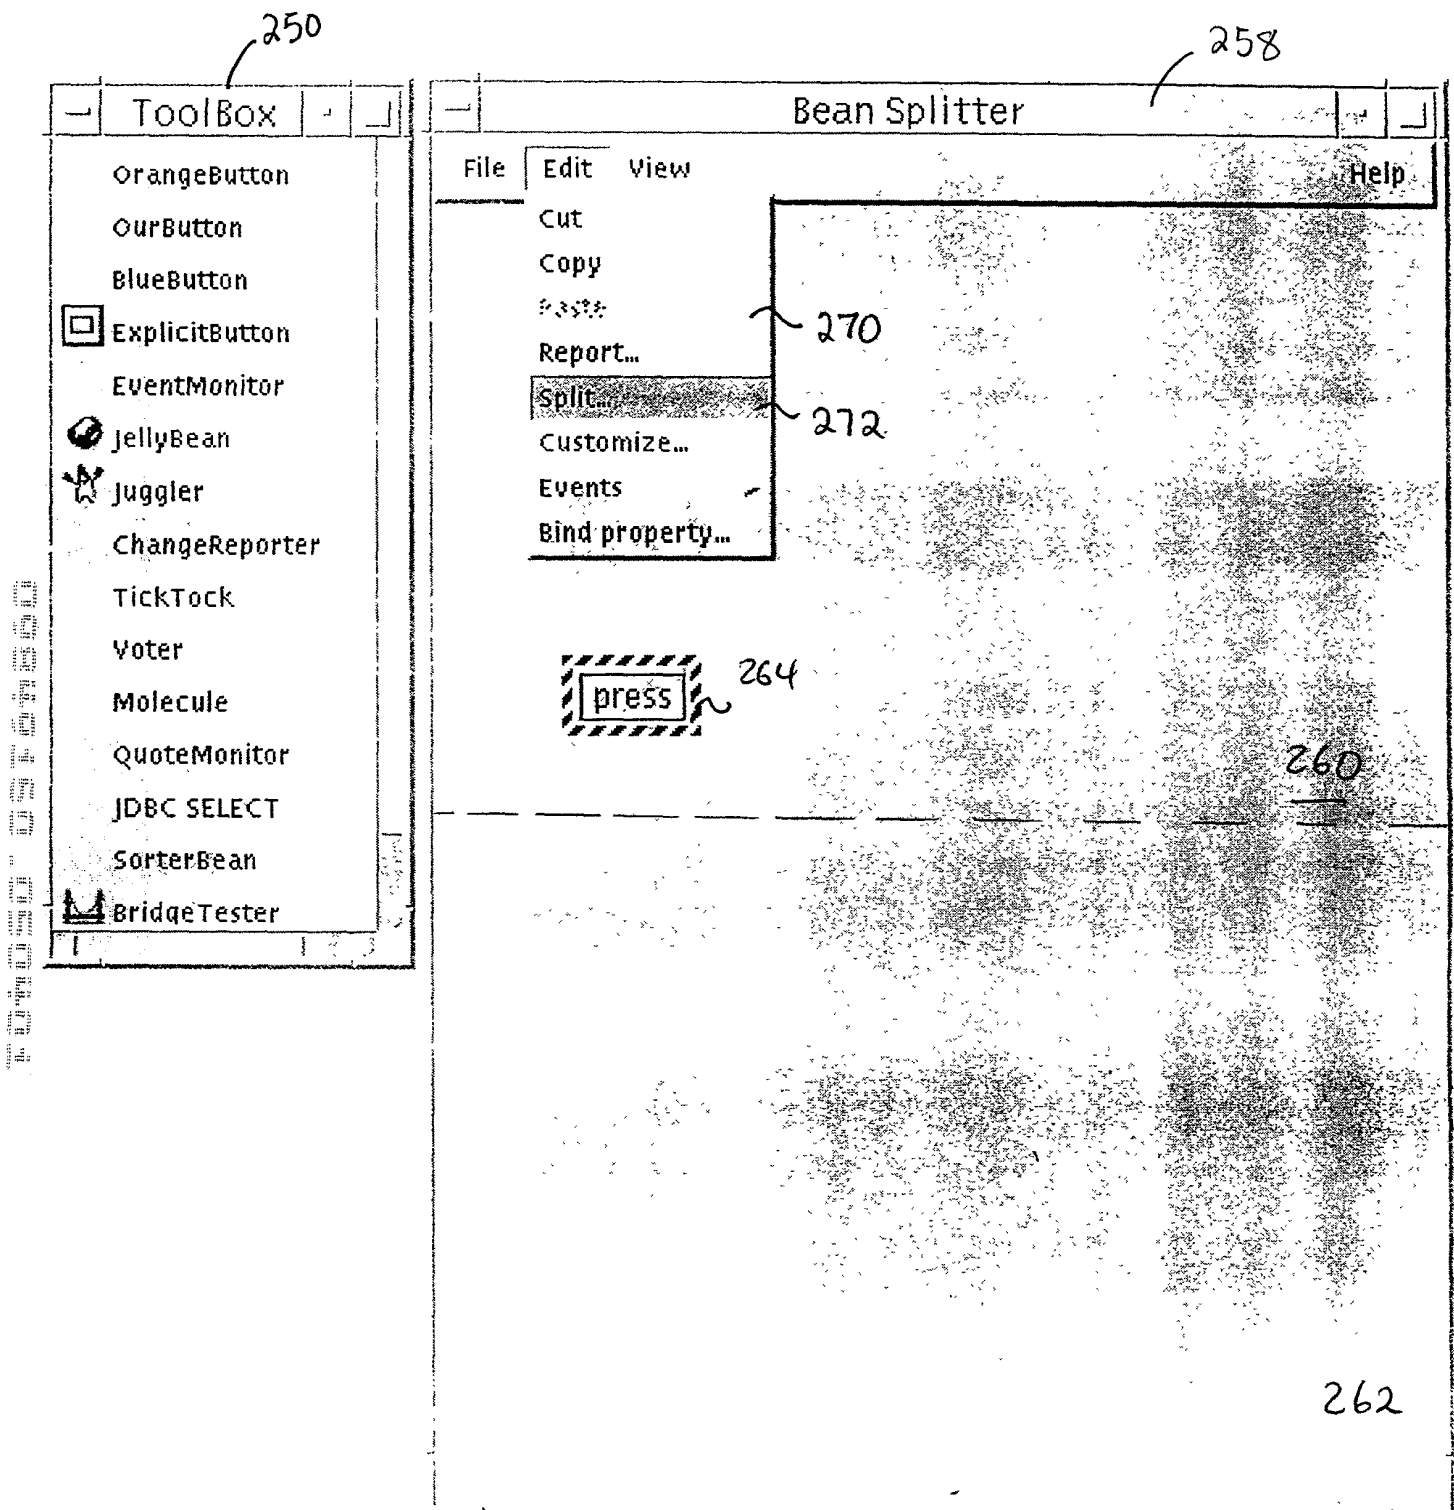 250
258
ToolBox
OrangeButton
OurButton
BlueButton
ExplicitButton
EventMonitor
JellyBean
Juggler
ChangeReporter
TickTock
Voter
Molecule
QuoteMonitor
JDBC SELECT
SorterBean
BridgeTester
Bean Splitter
File Edit View Help
Cut
Copy
Paste
270
Report...
Split...
272
Customize...
Events
Bind property...
press
264
260
262